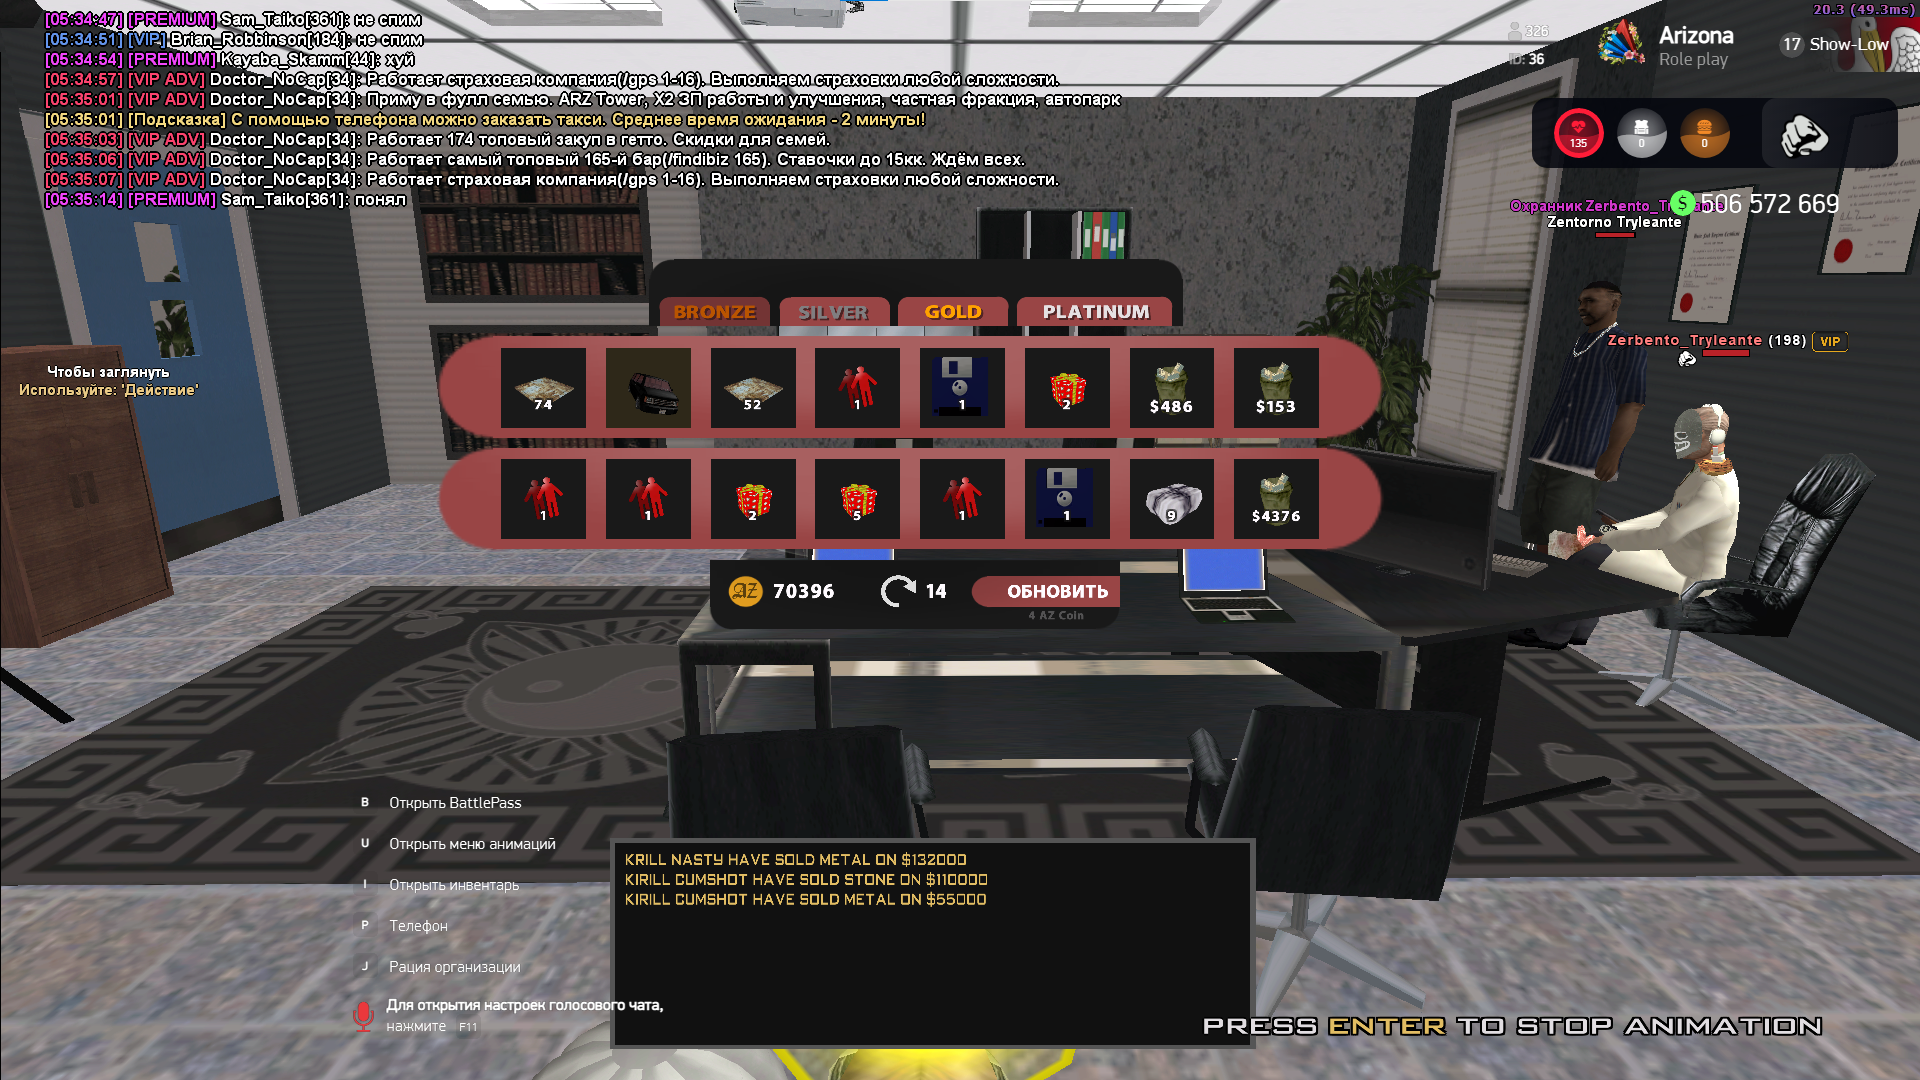 20.3 (49.3ms)
[05:34:47] [PREMIUM] Sam_Taiko[361]: не спим
[05:34:51] [VIP] Brian_Robbinson[184]: не спим
[05:34:54] [PREMIUM] Kayaba_Skamm[44]: хуй
[05:34:57] [VIP ADV] Doctor_NoCap[34]: Работает страховая компания(/gps 1-16). Выполняем страховки любой сложности.
[05:35:01] [VIP ADV] Doctor_NoCap[34]: Приму в фулл семью. ARZ Tower, X2 ЗП работы и улучшения, частная фракция, автопарк
[05:35:01] [Подсказка] С помощью телефона можно заказать такси. Среднее время ожидания - 2 минуты!
[05:35:03] [VIP ADV] Doctor_NoCap[34]: Работает 174 топовый закуп в гетто. Скидки для семей.
[05:35:06] [VIP ADV] Doctor_NoCap[34]: Работает самый топовый 165-й бар(/findibiz 165). Ставочки до 15кк. Ждём всех.
[05:35:07] [VIP ADV] Doctor_NoCap[34]: Работает страховая компания(/gps 1-16). Выполняем страховки любой сложности.
[05:35:14] [PREMIUM] Sam_Taiko[361]: понял
326
ID: 36
Arizona
Role play
17 Show-Low
135
0
0
$ 506 572 669
Охранник Zerbento_
Zentorno Tryleante
Zerbento_Tryleante (198) VIP
Чтобы заглянуть
Используйте: 'Действие'
BRONZE SILVER GOLD PLATINUM
74 52 1 1 2 $486 $153
1 1 2 5 1 1 9 $4376
AZ 70396 14 ОБНОВИТЬ
4 AZ Coin
B Открыть BattlePass
U Открыть меню анимаций
I Открыть инвентарь
P Телефон
J Рация организации
Для открытия настроек голосового чата,
нажмите F11
KRILL NASTY HAVE SOLD METAL ON $132000
KIRILL CUMSHOT HAVE SOLD STONE ON $110000
KIRILL CUMSHOT HAVE SOLD METAL ON $55000
PRESS ENTER TO STOP ANIMATION